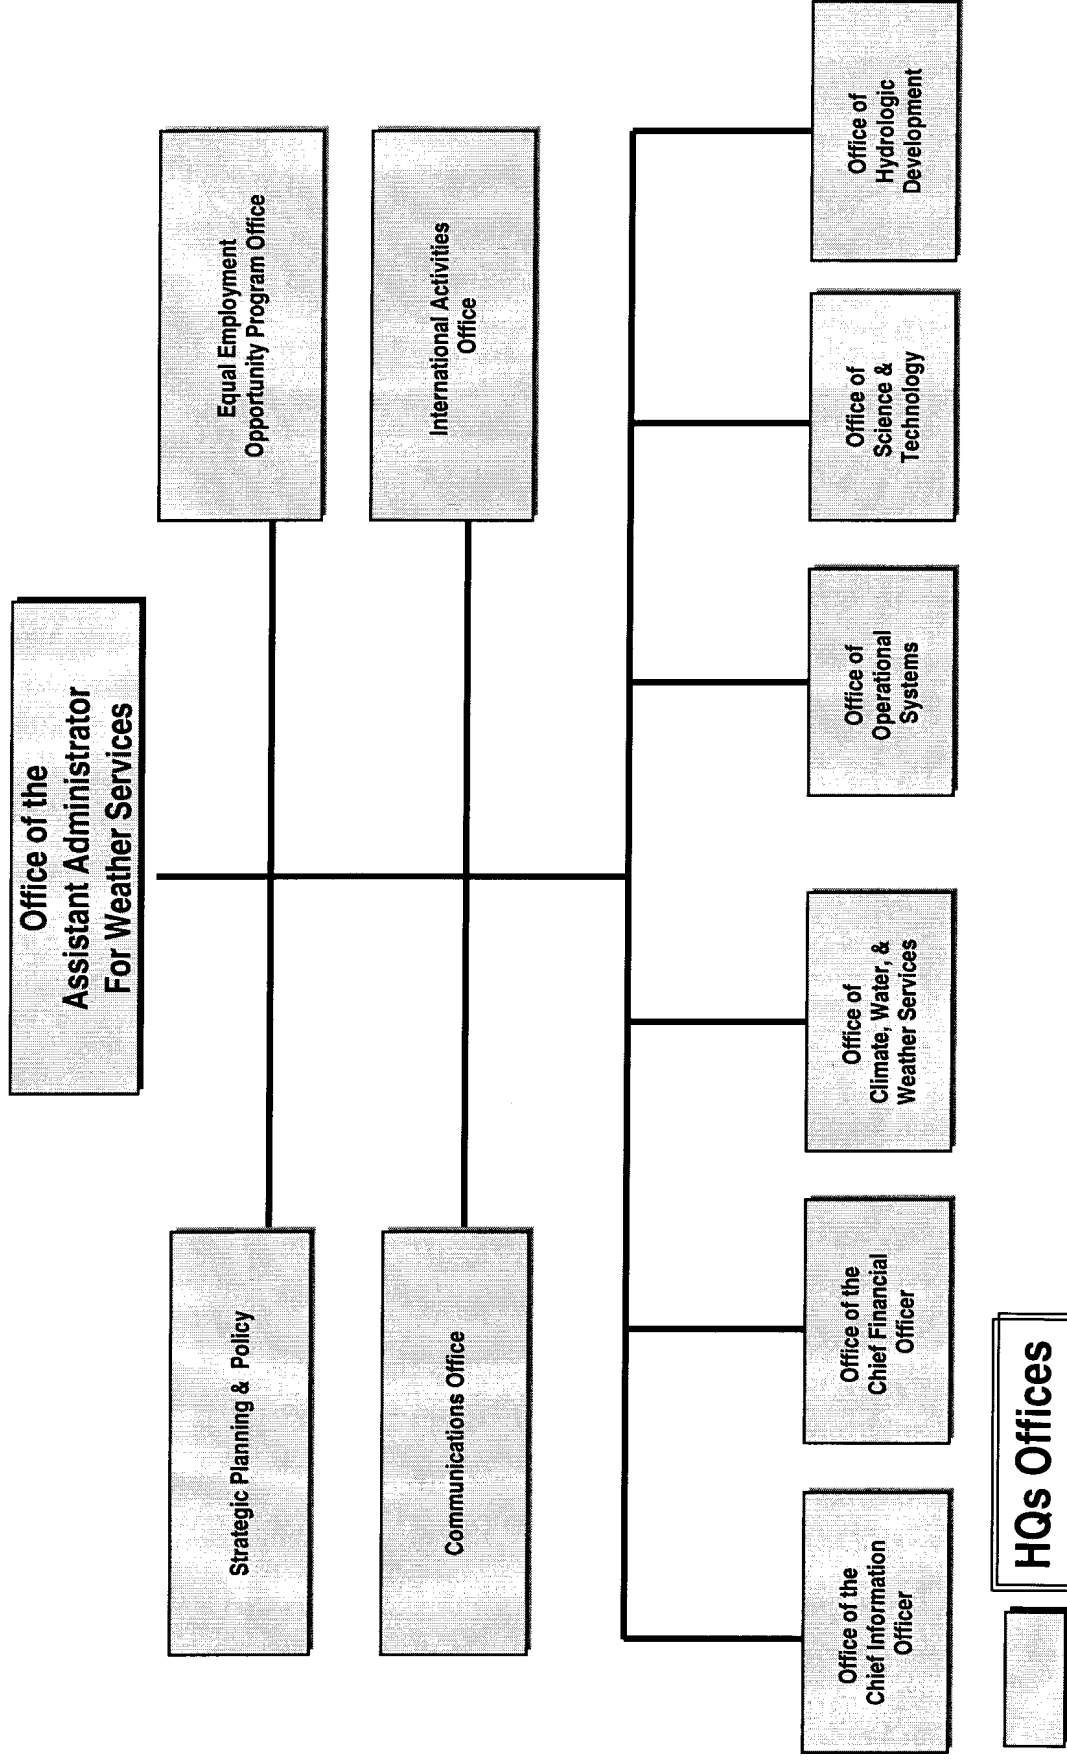 Office of the
Assistant Administrator
For Weather Services
Strategic Planning & Policy
Equal Employment
Opportunity Program Office
Communications Office
International Activities
Office
Office of the
Chief Information
Officer
Office of the
Chief Financial
Officer
Office of
Climate, Water, &
Weather Services
Office of
Operational
Systems
Office of
Science &
Technology
Office of
Hydrologic
Development
HQs Offices